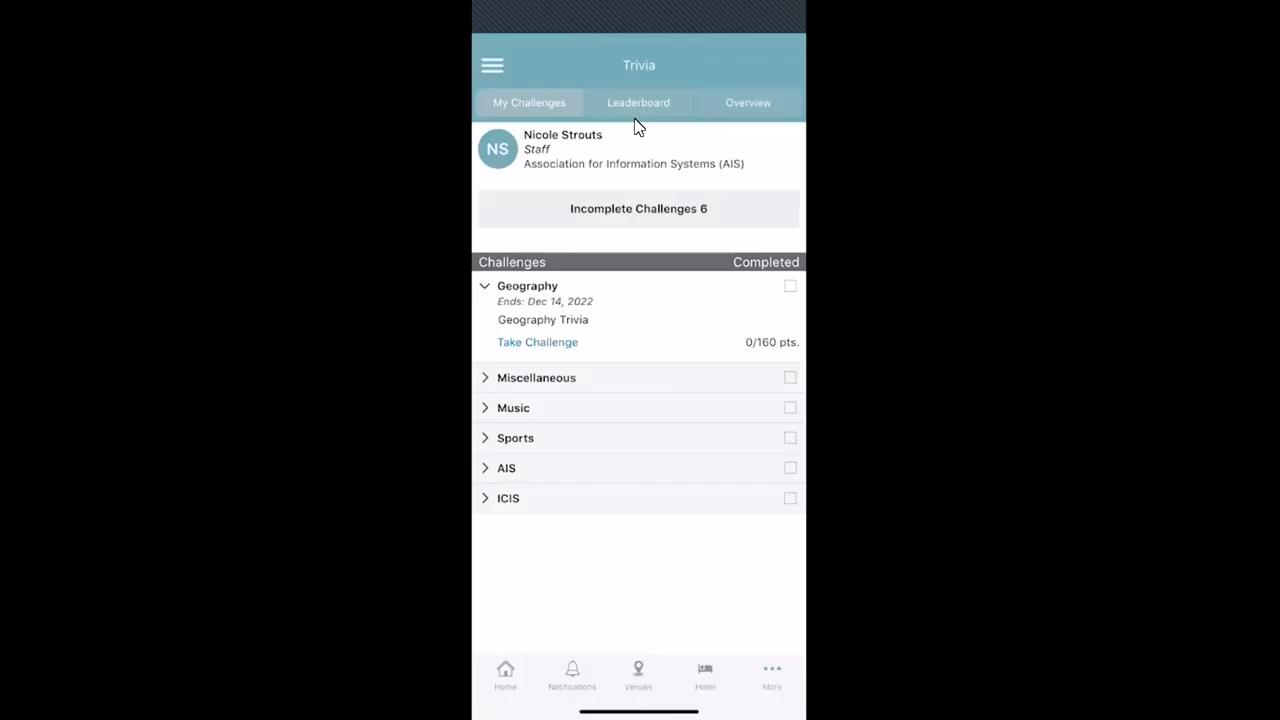 Trivia
My Challenges Leaderboard Overview
NS
Nicole Strouts
Staff
Association for Information Systems (AIS)
Incomplete Challenges 6
Challenges Completed
Geography
Ends: Dec 14, 2022
Geography Trivia
Take Challenge 0/160 pts.
Miscellaneous
Music
Sports
AIS
ICIS
Home Notifications Venues Hotel More